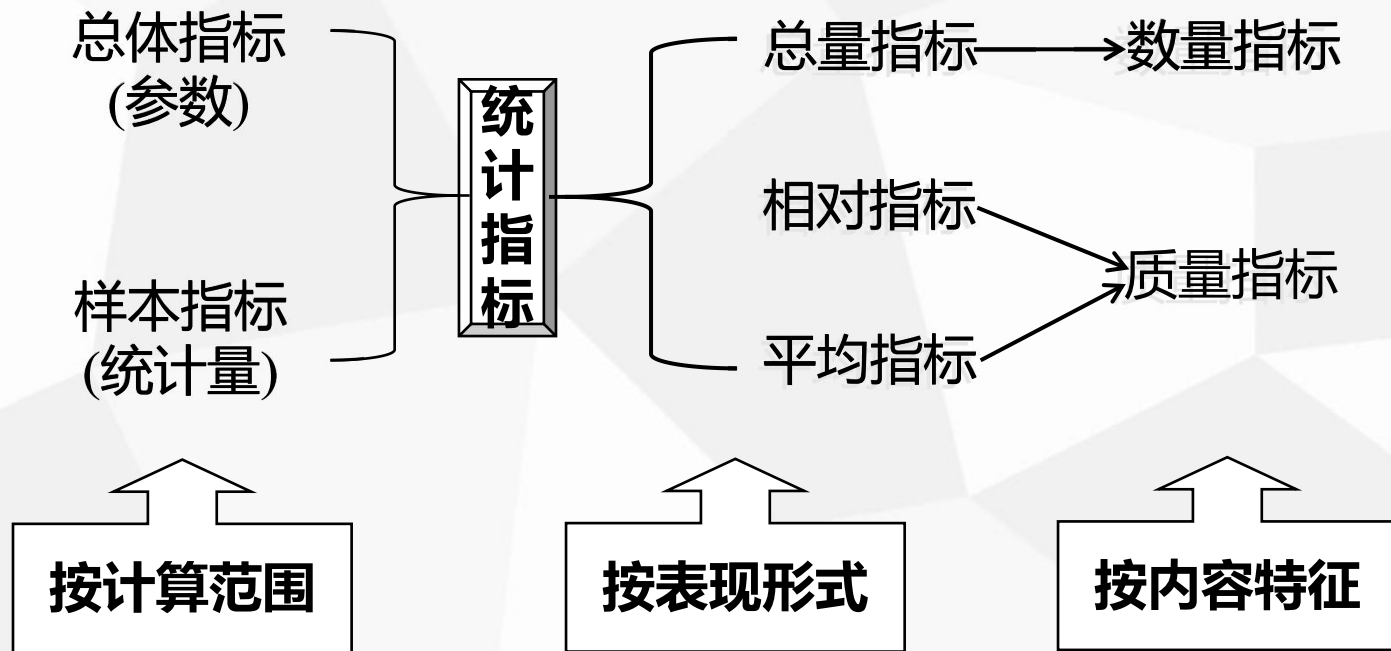 总体指标
(参数)
样本指标
(统计量)
统计指标
总量指标
数量指标
相对指标
质量指标
平均指标
按计算范围
按表现形式
按内容特征